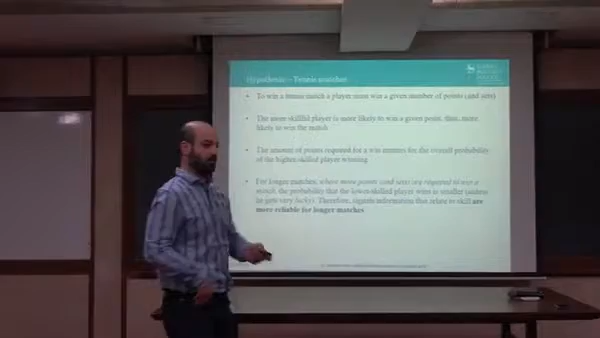 Hypothesis – Tennis matches
• To win a tennis match a player must win a given number of points (and sets)
• The more skillful player is more likely to win a given point, thus, more
likely to win the match
• The amount of points required for a win matters for the overall probability
of the higher-skilled player winning
• For longer matches, where more points (and sets) are required to win a
match, the probability that the lower-skilled player wins is smaller (unless
he gets very lucky). Therefore, signals/information that relate to skill are
more reliable for longer matches